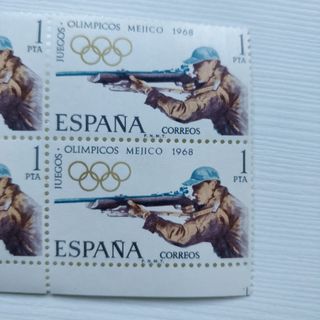 JUEGOS · OLIMPICOS MEJICO 1968
1
PTA
1
PTA
ESPAÑA
CORREOS
F.N.M.T.
JUEGOS · OLIMPICOS MEJICO 1968
1
PTA
1
PTA
ESPAÑA
CORREOS
F.N.M.T.